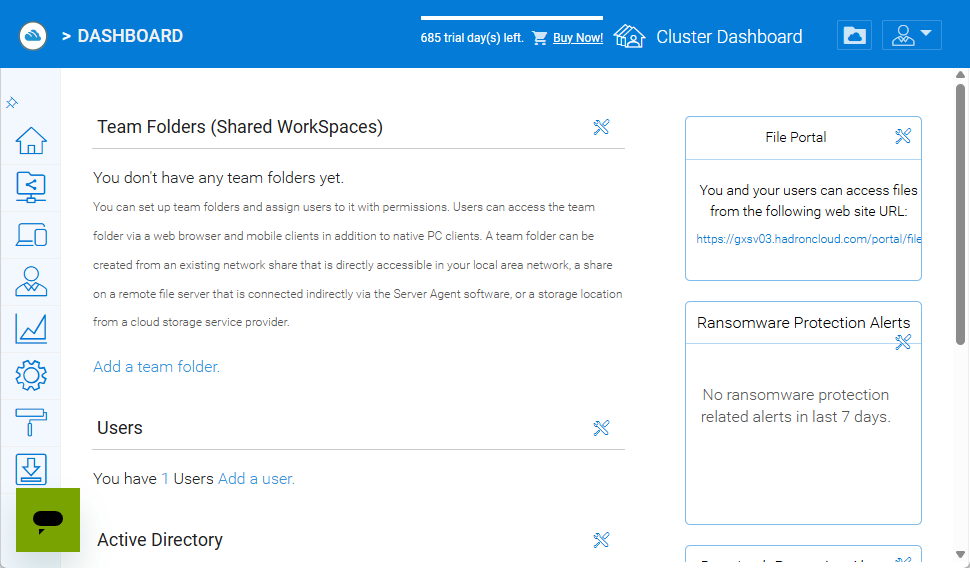 > DASHBOARD
685 trial day(s) left. Buy Now!
Cluster Dashboard
Team Folders (Shared WorkSpaces)
You don't have any team folders yet.
You can set up team folders and assign users to it with permissions. Users can access the team
folder via a web browser and mobile clients in addition to native PC clients. A team folder can be
created from an existing network share that is directly accessible in your local area network, a share
on a remote file server that is connected indirectly via the Server Agent software, or a storage location
from a cloud storage service provider.
Add a team folder.
Users
You have 1 Users Add a user.
Active Directory
File Portal
You and your users can access files
from the following web site URL:
https://gxsv03.hadroncloud.com/portal/file
Ransomware Protection Alerts
No ransomware protection
related alerts in last 7 days.